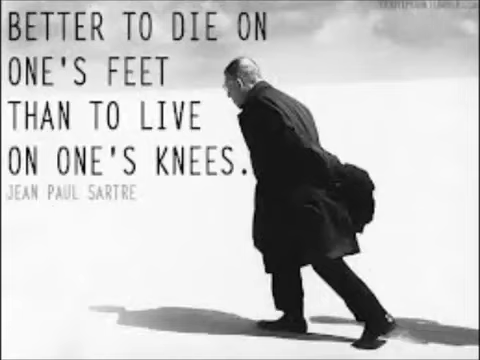 BETTER TO DIE ON
ONE'S FEET
THAN TO LIVE
ON ONE'S KNEES.
JEAN PAUL SARTRE